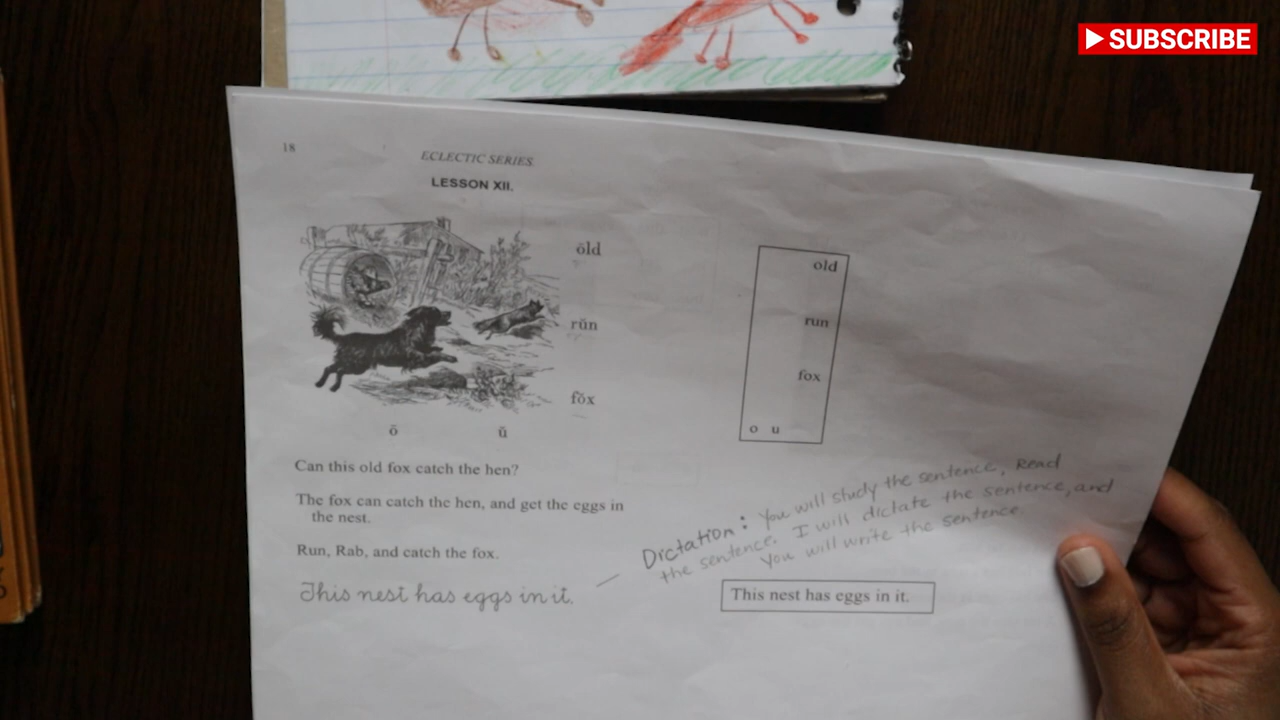 SUBSCRIBE
18
ECLECTIC SERIES
LESSON XII.
ŏld
rŭn
fŏx
ŏ ŭ
old
run
fox
o u
Can this old fox catch the hen?
The fox can catch the hen, and get the eggs in
the nest.
Run, Rab, and catch the fox.
This nest has eggs in it.
Dictation: You will study the sentence, Read
the sentence. I will dictate the sentence, and
You will write the sentence.
This nest has eggs in it.